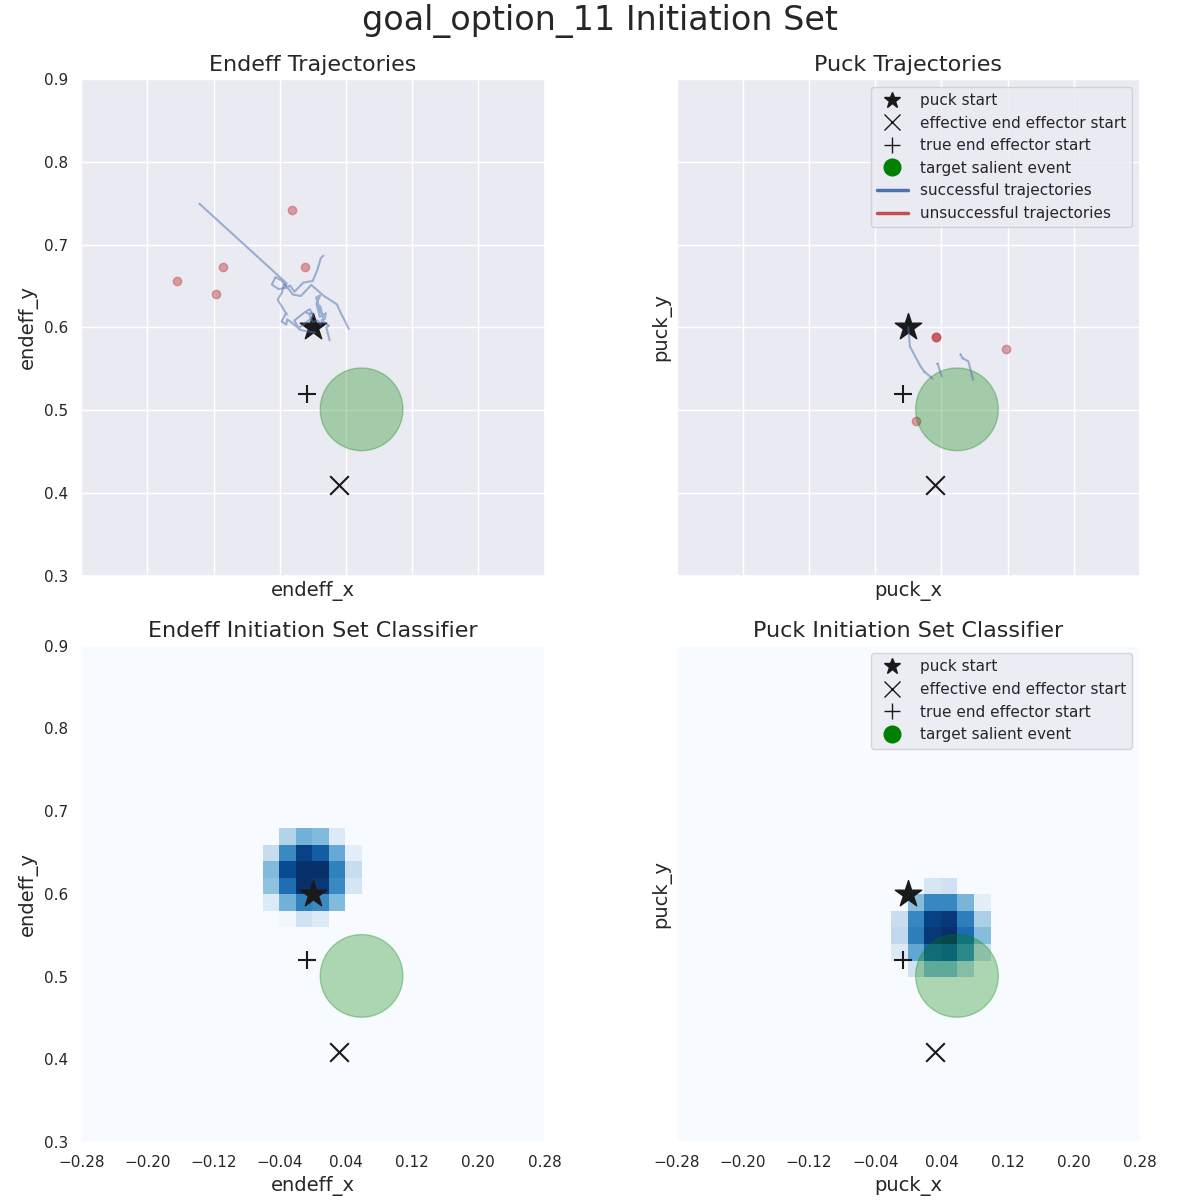 goal_option_11 Initiation Set
Endeff Trajectories
0.9
0.8
0.7
0.6
0.5
0.4
0.3
endeff_y
endeff_x
Puck Trajectories
puck start
effective end effector start
true end effector start
target salient event
successful trajectories
unsuccessful trajectories
puck_y
puck_x
Endeff Initiation Set Classifier
0.9
0.8
0.7
0.6
0.5
0.4
0.3
endeff_y
−0.28 −0.20 −0.12 −0.04 0.04 0.12 0.20 0.28
endeff_x
Puck Initiation Set Classifier
puck start
effective end effector start
true end effector start
target salient event
puck_y
−0.28 −0.20 −0.12 −0.04 0.04 0.12 0.20 0.28
puck_x